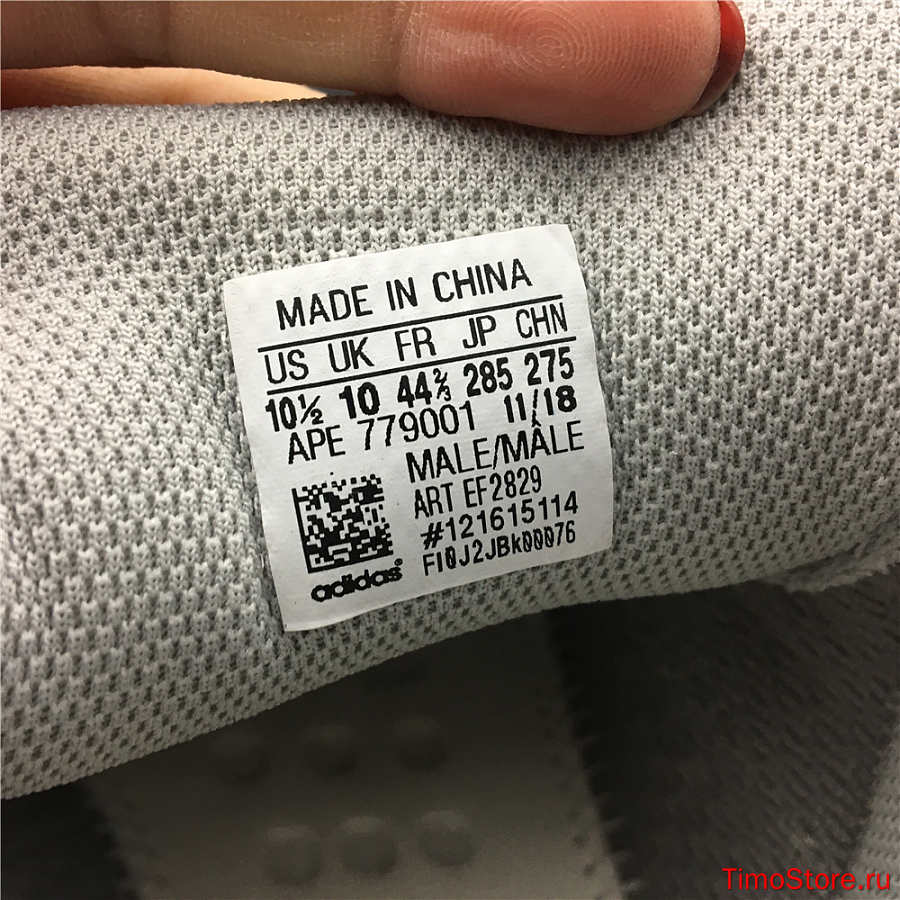 MADE IN CHINA
US UK FR JP CHN
10½ 10 44⅔ 285 275
APE 779001 11/18
MALE/MÂLE
ART EF2829
#121615114
FI0J2JBk00076
adidas®
TimoStore.ru